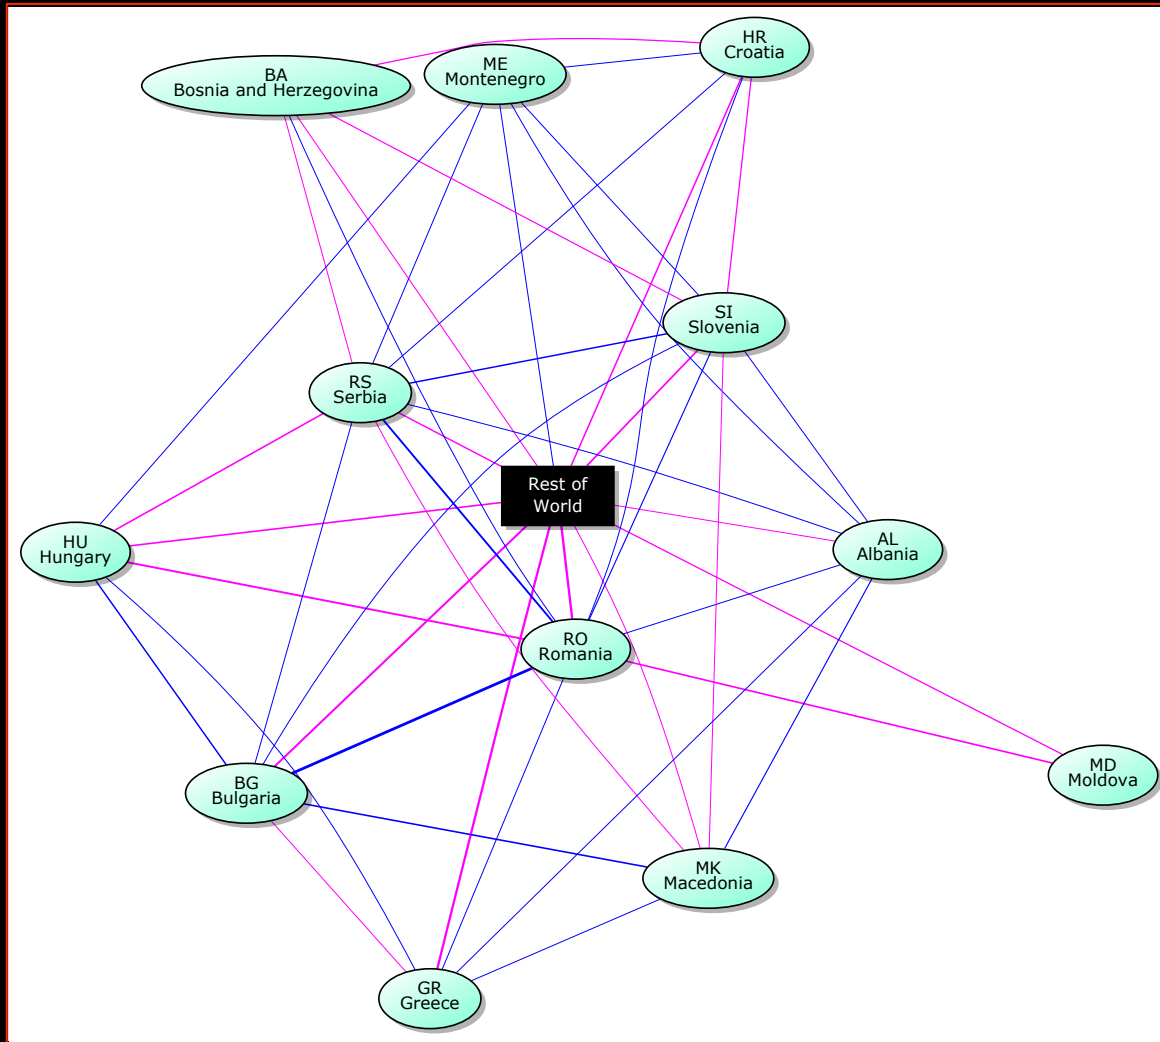 HR
Croatia
ME
Montenegro
BA
Bosnia and Herzegovina
SI
Slovenia
RS
Serbia
Rest of
World
HU
Hungary
AL
Albania
RO
Romania
MD
Moldova
BG
Bulgaria
MK
Macedonia
GR
Greece